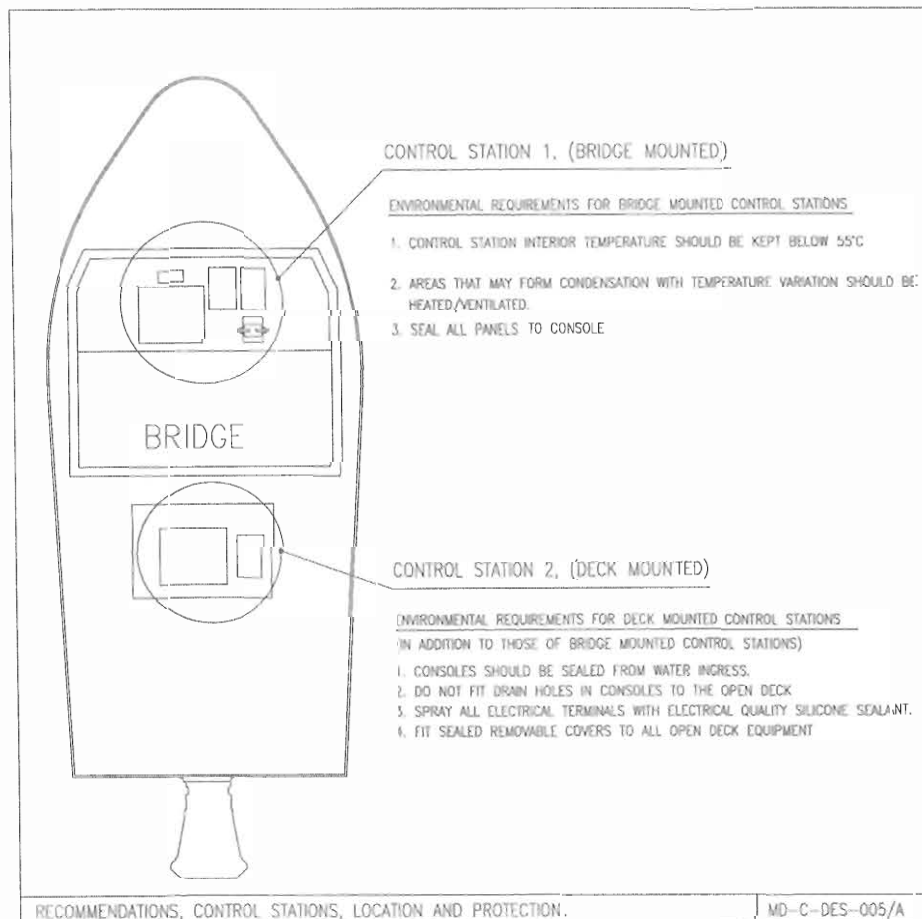 CONTROL STATION 1, (BRIDGE MOUNTED)
ENVIRONMENTAL REQUIREMENTS FOR BRIDGE MOUNTED CONTROL STATIONS
1. CONTROL STATION INTERIOR TEMPERATURE SHOULD BE KEPT BELOW 55°C
2. AREAS THAT MAY FORM CONDENSATION WITH TEMPERATURE VARIATION SHOULD BE
HEATED/VENTILATED.
3. SEAL ALL PANELS TO CONSOLE
BRIDGE
CONTROL STATION 2, (DECK MOUNTED)
ENVIRONMENTAL REQUIREMENTS FOR DECK MOUNTED CONTROL STATIONS
(IN ADDITION TO THOSE OF BRIDGE MOUNTED CONTROL STATIONS)
1. CONSOLES SHOULD BE SEALED FROM WATER INGRESS.
2. DO NOT FIT DRAIN HOLES IN CONSOLES TO THE OPEN DECK
3. SPRAY ALL ELECTRICAL TERMINALS WITH ELECTRICAL QUALITY SILICONE SEALANT.
4. FIT SEALED REMOVABLE COVERS TO ALL OPEN DECK EQUIPMENT
RECOMMENDATIONS, CONTROL STATIONS, LOCATION AND PROTECTION.
MD-C-DES-005/A